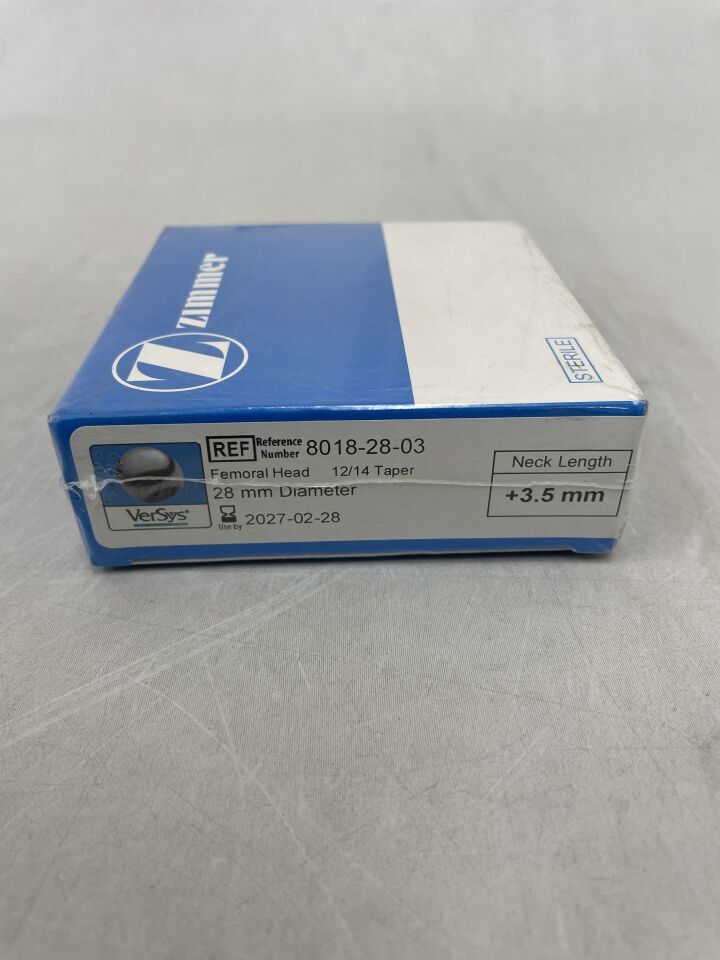 Z zimmer
STERILE
REF Reference Number 8018-28-03
Femoral Head 12/14 Taper
28 mm Diameter
Use by 2027-02-28
VerSys®
Neck Length
+3.5 mm